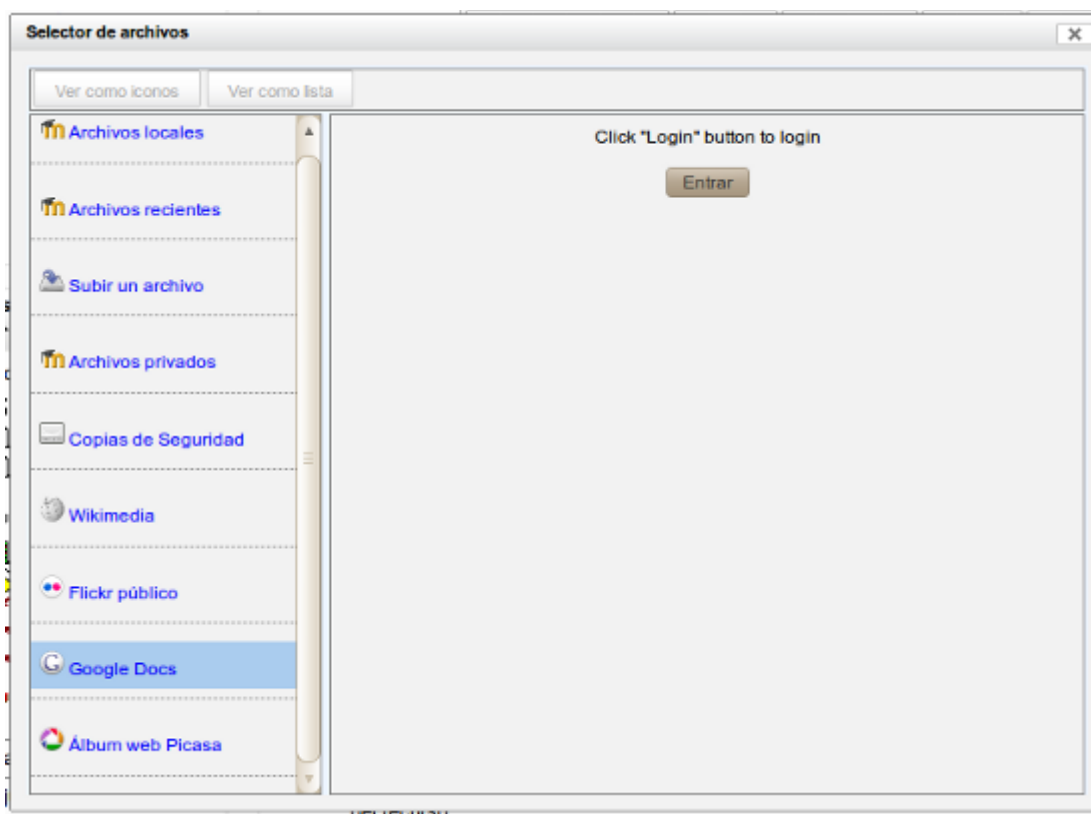 Selector de archivos
Ver como iconos
Ver como lista
Archivos locales
Archivos recientes
Subir un archivo
Archivos privados
Copias de Seguridad
Wikimedia
Flickr público
Google Docs
Álbum web Picasa
Click "Login" button to login
Entrar